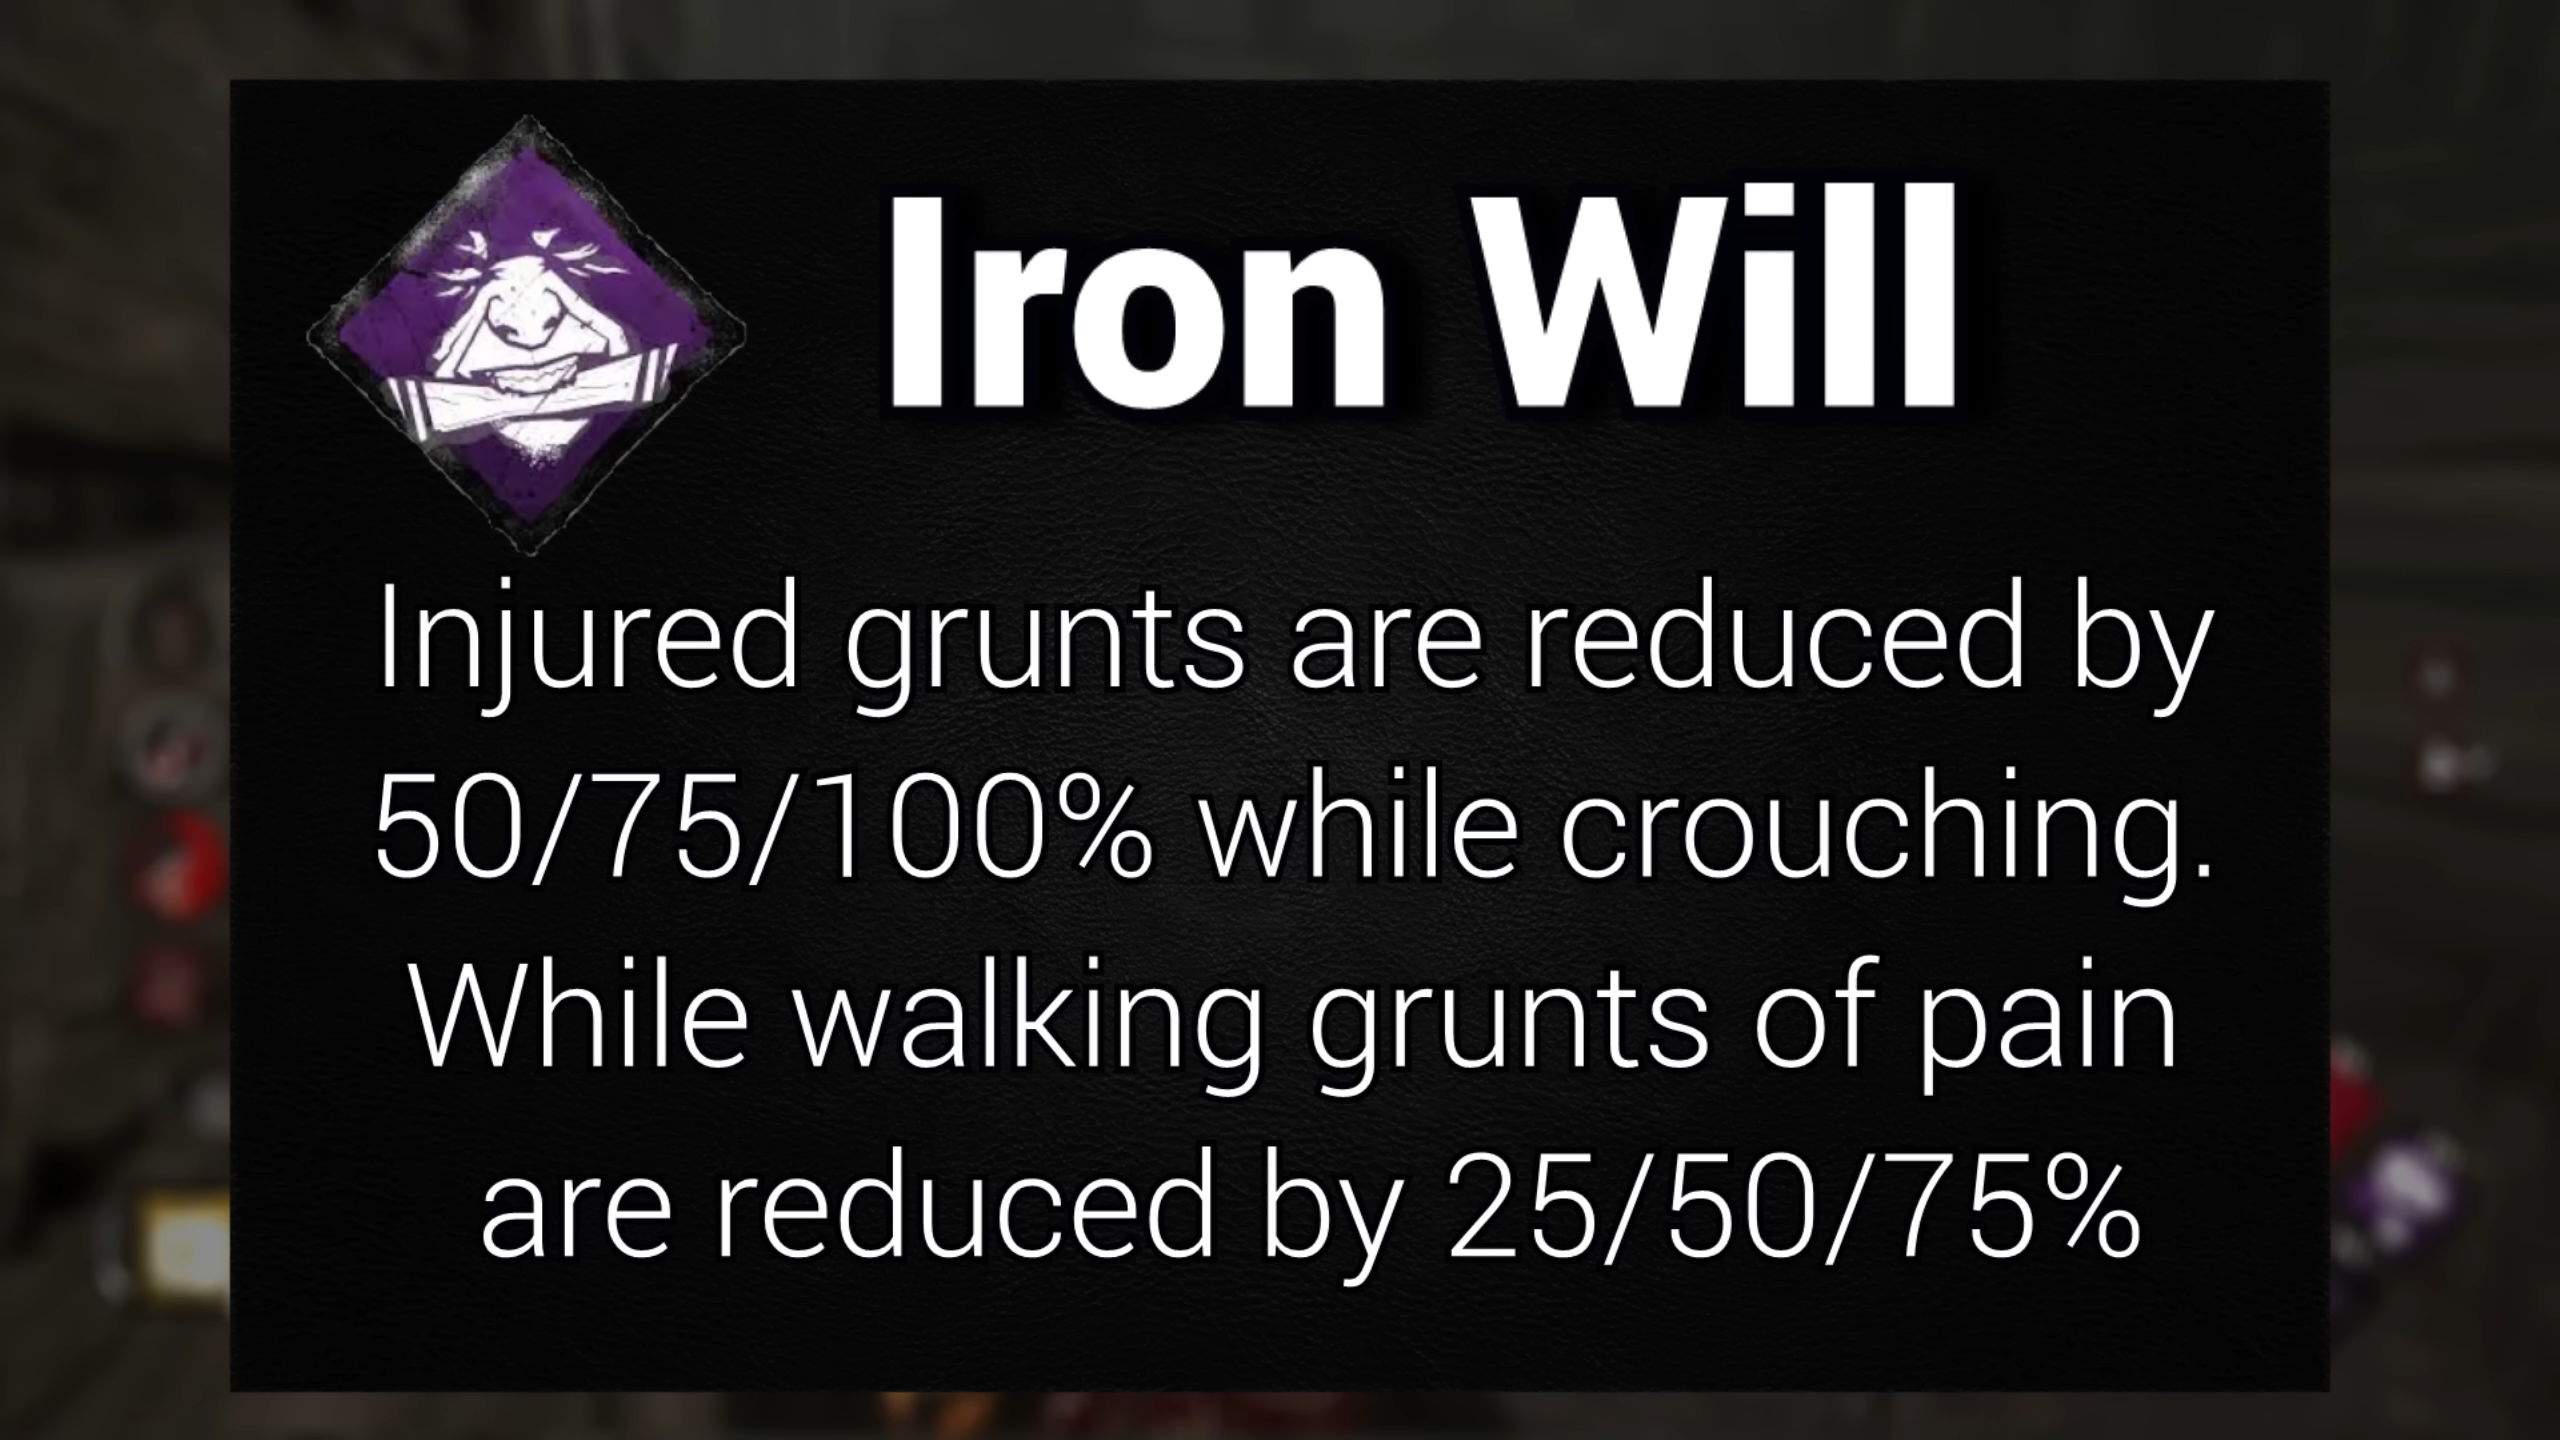 Iron Will
Injured grunts are reduced by
50/75/100% while crouching.
While walking grunts of pain
are reduced by 25/50/75%